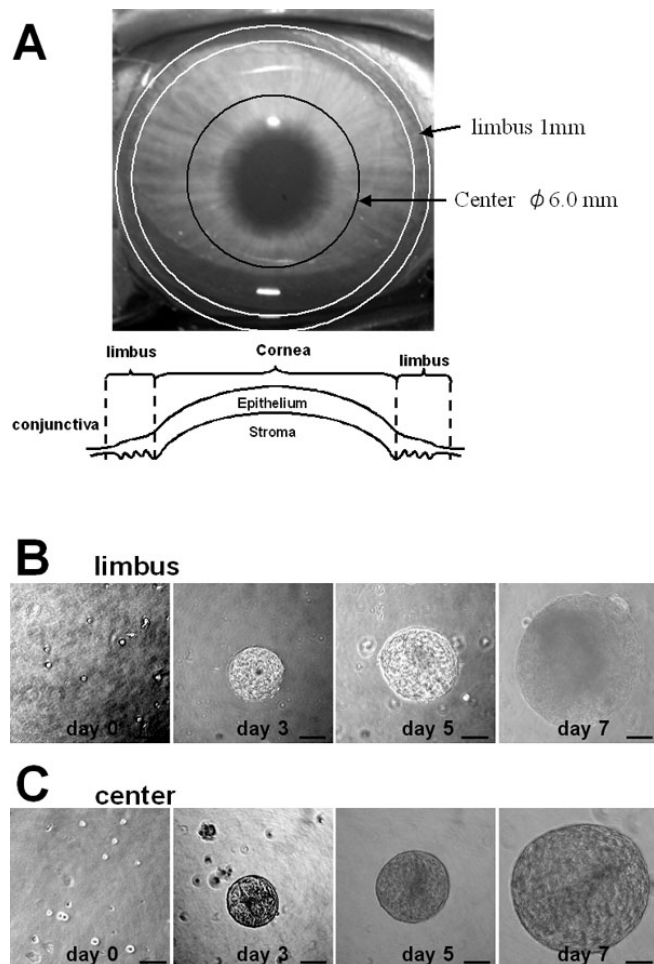 A
limbus 1mm
Center ϕ 6.0 mm
limbus Cornea limbus
conjunctiva
Epithelium
Stroma
B limbus
day 0 day 3 day 5 day 7
C center
day 0 day 3 day 5 day 7